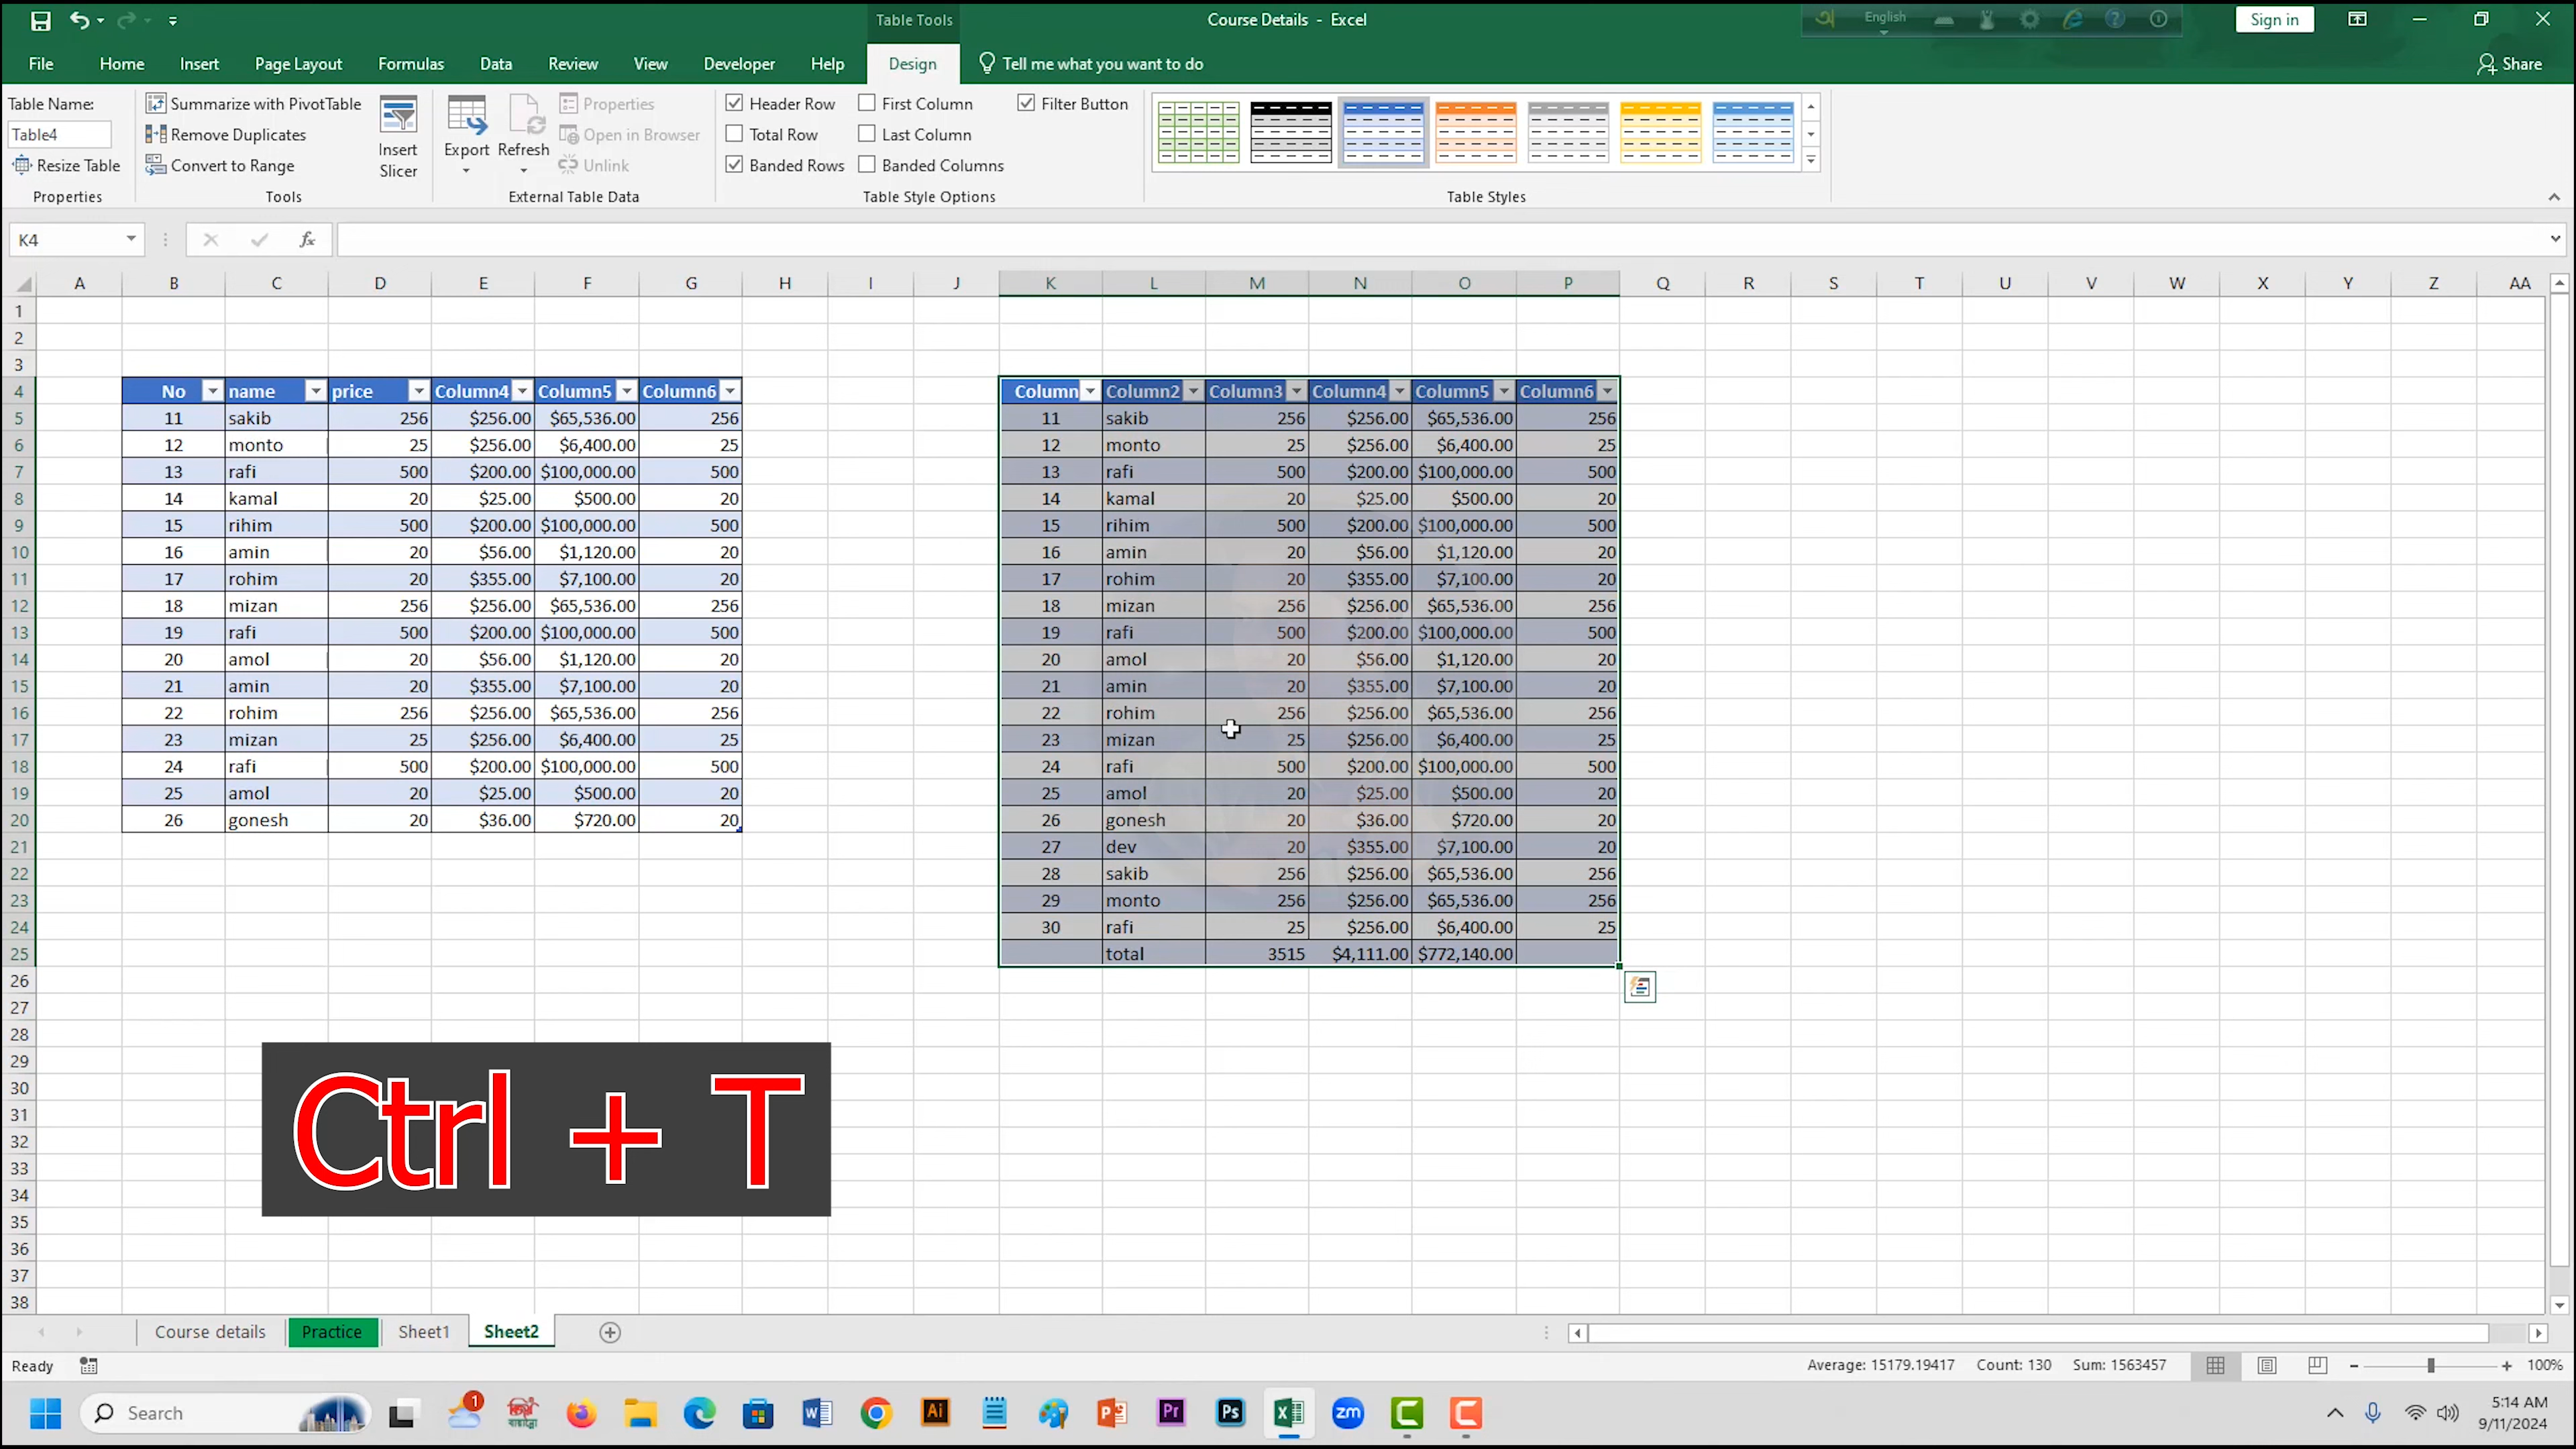 Table Tools
Course Details - Excel
English
Sign in
File Home Insert Page Layout Formulas Data Review View Developer Help Design Tell me what you want to do Share
Table Name:
Table4
Resize Table
Properties
Summarize with PivotTable
Remove Duplicates
Convert to Range
Tools
Insert Slicer
Export
Refresh
Properties
Open in Browser
Unlink
External Table Data
Header Row First Column Filter Button
Total Row Last Column
Banded Rows Banded Columns
Table Style Options
Table Styles
K4
fx
A B C D E F G H I J K L M N O P Q R S T U V W X Y Z AA
1
2
3
4 No name price Column4 Column5 Column6 Column Column2 Column3 Column4 Column5 Column6
5 11 sakib 256 $256.00 $65,536.00 256 11 sakib 256 $256.00 $65,536.00 256
6 12 monto 25 $256.00 $6,400.00 25 12 monto 25 $256.00 $6,400.00 25
7 13 rafi 500 $200.00 $100,000.00 500 13 rafi 500 $200.00 $100,000.00 500
8 14 kamal 20 $25.00 $500.00 20 14 kamal 20 $25.00 $500.00 20
9 15 rihim 500 $200.00 $100,000.00 500 15 rihim 500 $200.00 $100,000.00 500
10 16 amin 20 $56.00 $1,120.00 20 16 amin 20 $56.00 $1,120.00 20
11 17 rohim 20 $355.00 $7,100.00 20 17 rohim 20 $355.00 $7,100.00 20
12 18 mizan 256 $256.00 $65,536.00 256 18 mizan 256 $256.00 $65,536.00 256
13 19 rafi 500 $200.00 $100,000.00 500 19 rafi 500 $200.00 $100,000.00 500
14 20 amol 20 $56.00 $1,120.00 20 20 amol 20 $56.00 $1,120.00 20
15 21 amin 20 $355.00 $7,100.00 20 21 amin 20 $355.00 $7,100.00 20
16 22 rohim 256 $256.00 $65,536.00 256 22 rohim 256 $256.00 $65,536.00 256
17 23 mizan 25 $256.00 $6,400.00 25 23 mizan 25 $256.00 $6,400.00 25
18 24 rafi 500 $200.00 $100,000.00 500 24 rafi 500 $200.00 $100,000.00 500
19 25 amol 20 $25.00 $500.00 20 25 amol 20 $25.00 $500.00 20
20 26 gonesh 20 $36.00 $720.00 20 26 gonesh 20 $36.00 $720.00 20
21 27 dev 20 $355.00 $7,100.00 20
22 28 sakib 256 $256.00 $65,536.00 256
23 29 monto 256 $256.00 $65,536.00 256
24 30 rafi 25 $256.00 $6,400.00 25
25 total 3515 $4,111.00 $772,140.00
26
27
28
29
30
31
32
33
34
35
36
37
38
Ctrl + T
Course details Practice Sheet1 Sheet2
Ready
Average: 15179.19417 Count: 130 Sum: 1563457 100%
Search
1
Ai
Pr
Ps
zm
5:14 AM
9/11/2024